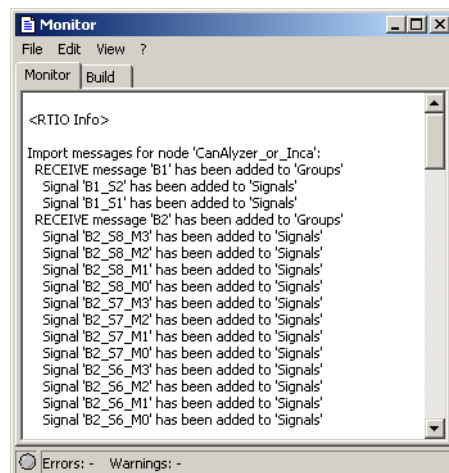 Monitor
File Edit View ?
Monitor Build
<RTIO Info>
Import messages for node 'CanAlyzer_or_Inca':
RECEIVE message 'B1' has been added to 'Groups'
Signal 'B1_S2' has been added to 'Signals'
Signal 'B1_S1' has been added to 'Signals'
RECEIVE message 'B2' has been added to 'Groups'
Signal 'B2_S8_M3' has been added to 'Signals'
Signal 'B2_S8_M2' has been added to 'Signals'
Signal 'B2_S8_M1' has been added to 'Signals'
Signal 'B2_S8_M0' has been added to 'Signals'
Signal 'B2_S7_M3' has been added to 'Signals'
Signal 'B2_S7_M2' has been added to 'Signals'
Signal 'B2_S7_M1' has been added to 'Signals'
Signal 'B2_S7_M0' has been added to 'Signals'
Signal 'B2_S6_M3' has been added to 'Signals'
Signal 'B2_S6_M2' has been added to 'Signals'
Signal 'B2_S6_M1' has been added to 'Signals'
Signal 'B2_S6_M0' has been added to 'Signals'
Errors: - Warnings: -